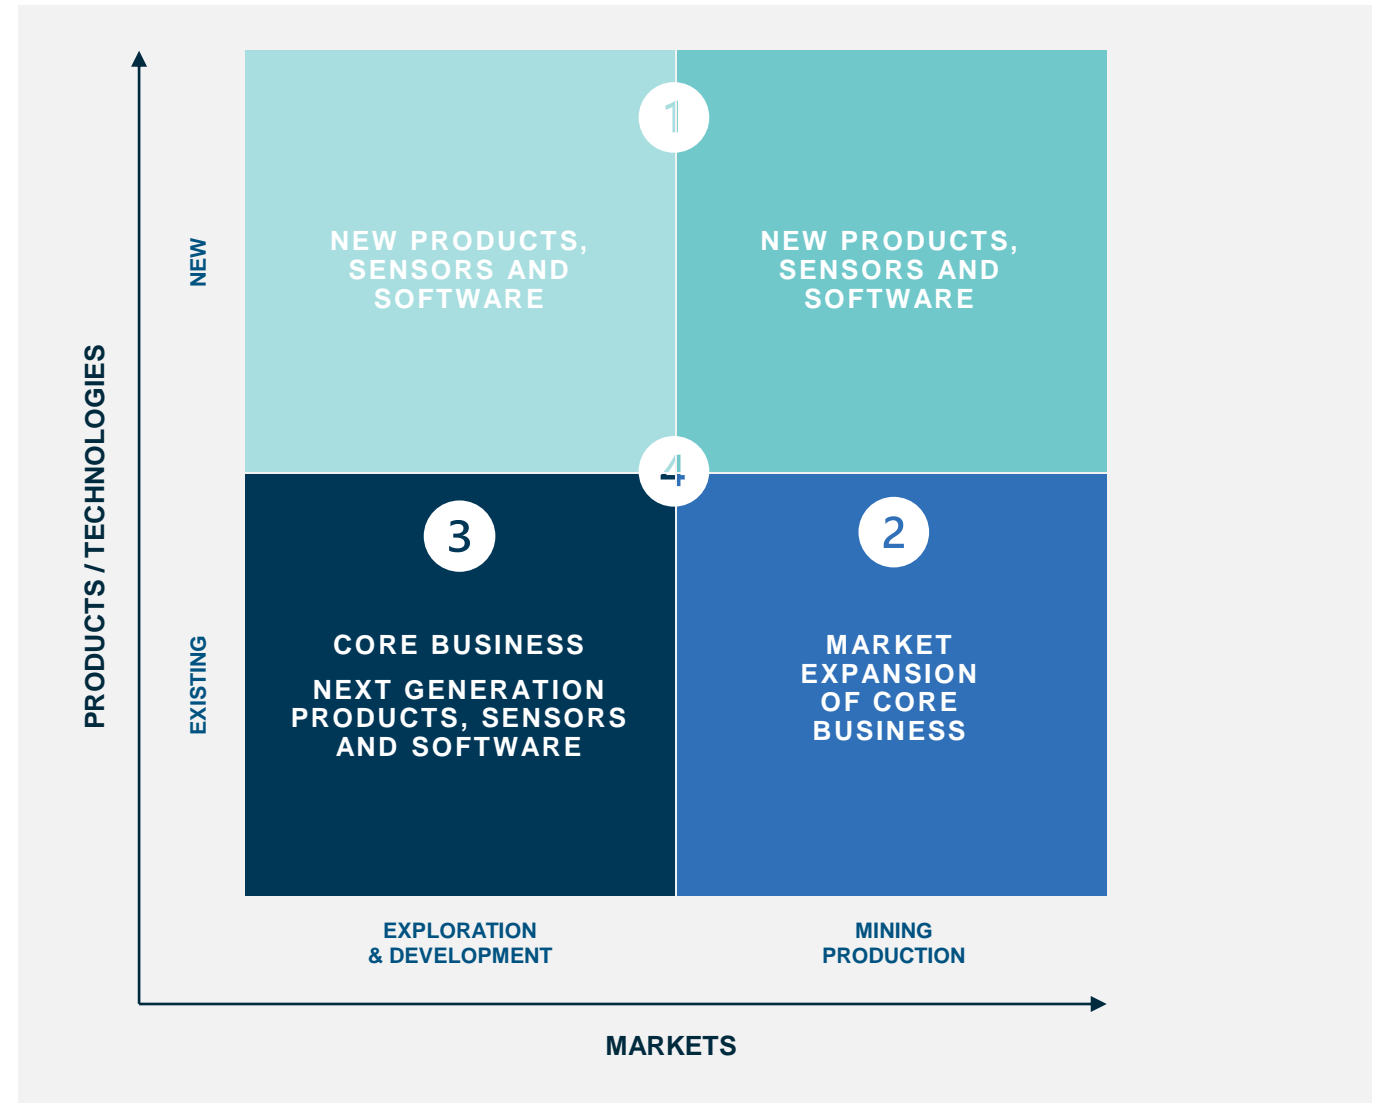 1
NEW PRODUCTS,
SENSORS AND
SOFTWARE
NEW PRODUCTS,
SENSORS AND
SOFTWARE
NEW
PRODUCTS / TECHNOLOGIES
4
3
2
EXISTING
CORE BUSINESS
NEXT GENERATION
PRODUCTS, SENSORS
AND SOFTWARE
MARKET
EXPANSION
OF CORE
BUSINESS
EXPLORATION
& DEVELOPMENT
MINING
PRODUCTION
MARKETS